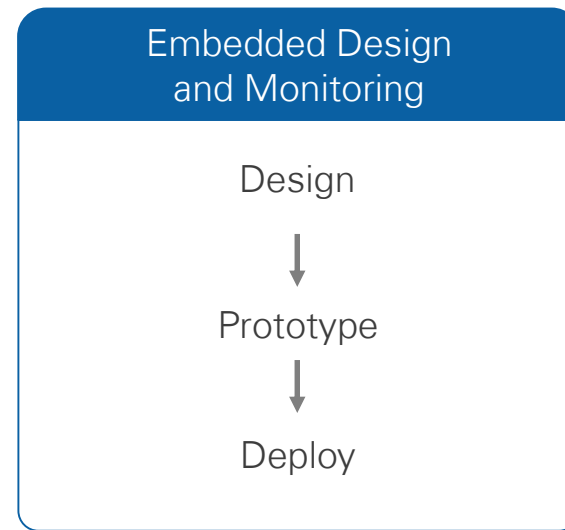 Embedded Design
and Monitoring
Design
Prototype
Deploy